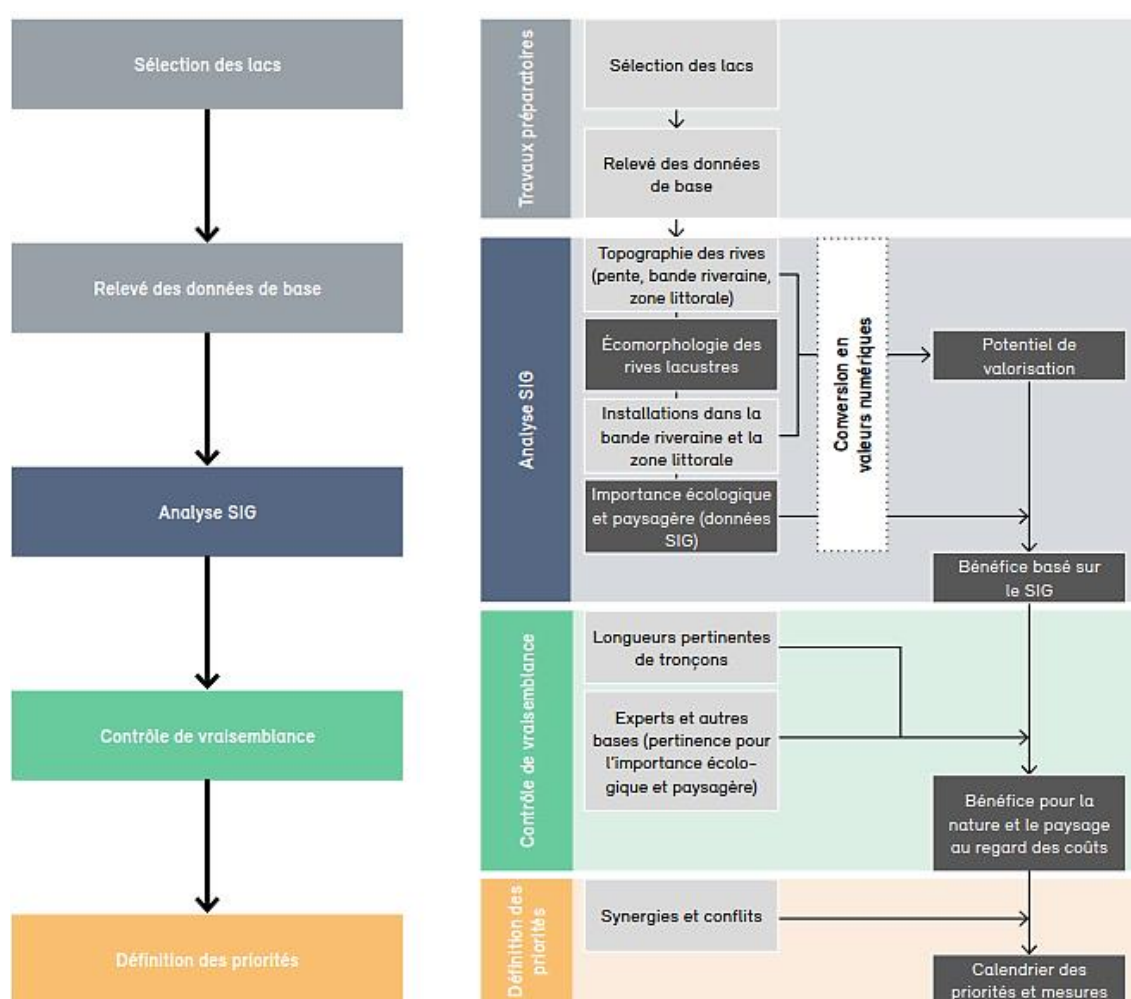 Sélection des lacs
Relevé des données de base
Analyse SIG
Contrôle de vraisemblance
Définition des priorités
Travaux préparatoires
Sélection des lacs
Relevé des données
de base
Analyse SIG
Topographie des rives
(pente, bande riveraine,
zone littorale)
Écomorphologie des
rives lacustres
Installations dans la
bande riveraine et la
zone littorale
Importance écologique
et paysagère (données
SIG)
Conversion en
valeurs numériques
Potentiel de
valorisation
Bénéfice basé sur
le SIG
Contrôle de vraisemblance
Longueurs pertinentes
de tronçons
Experts et autres
bases (pertinence pour
l'importance écolo-
gique et paysagère)
Bénéfice pour la
nature et le paysage
au regard des coûts
Définition des
priorités
Synergies et conflits
Calendrier des
priorités et mesures